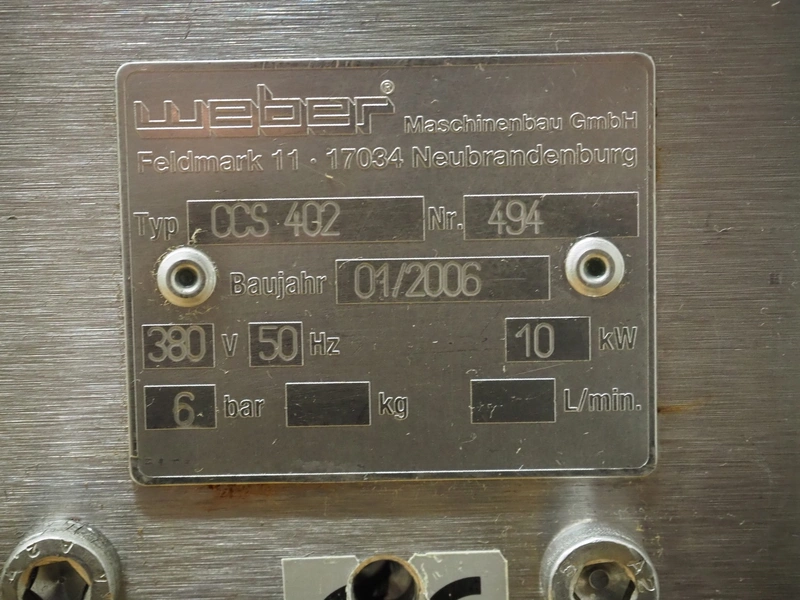 weber®
Maschinenbau GmbH
Feldmark 11 · 17034 Neubrandenburg
Typ CCS 402 Nr. 494
Baujahr 01/2006
380 V 50 Hz 10 kW
6 bar kg L/min.
A2